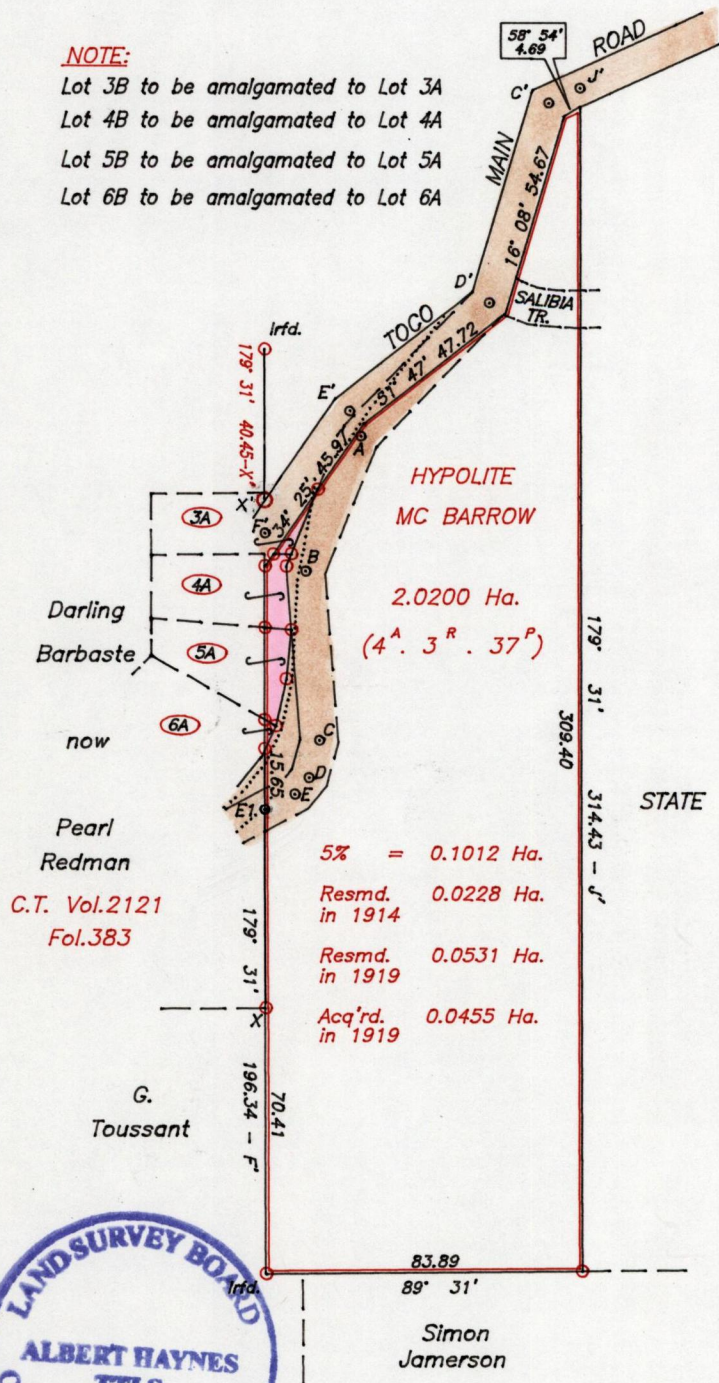 NOTE:
Lot 3B to be amalgamated to Lot 3A
Lot 4B to be amalgamated to Lot 4A
Lot 5B to be amalgamated to Lot 5A
Lot 6B to be amalgamated to Lot 6A
58° 54'
4.69
ROAD
C'
J'
MAIN
16° 08' 54.67
D'
SALIBIA
TR.
TOCO
Irfd.
179° 31' 40.45-X'
E'
31° 47' 47.72
A
34° 25' 45.97
X'
F'
3A
B
4A
5A
6A
HYPOLITE
MC BARROW
2.0200 Ha.
(4A. 3R. 37P)
Darling
Barbaste
now
Pearl
Redman
C.T. Vol.2121
Fol.383
C
D
E
15.65
E1.
179° 31'
309.40
314.43 - J'
STATE
5% = 0.1012 Ha.
Resmd. 0.0228 Ha.
in 1914
Resmd. 0.0531 Ha.
in 1919
Acq'rd. 0.0455 Ha.
in 1919
179° 31'
X
196.34 - F'
70.41
G.
Toussant
83.89
89° 31'
Irfd.
Simon
Jamerson
LAND SURVEY BOARD
ALBERT HAYNES